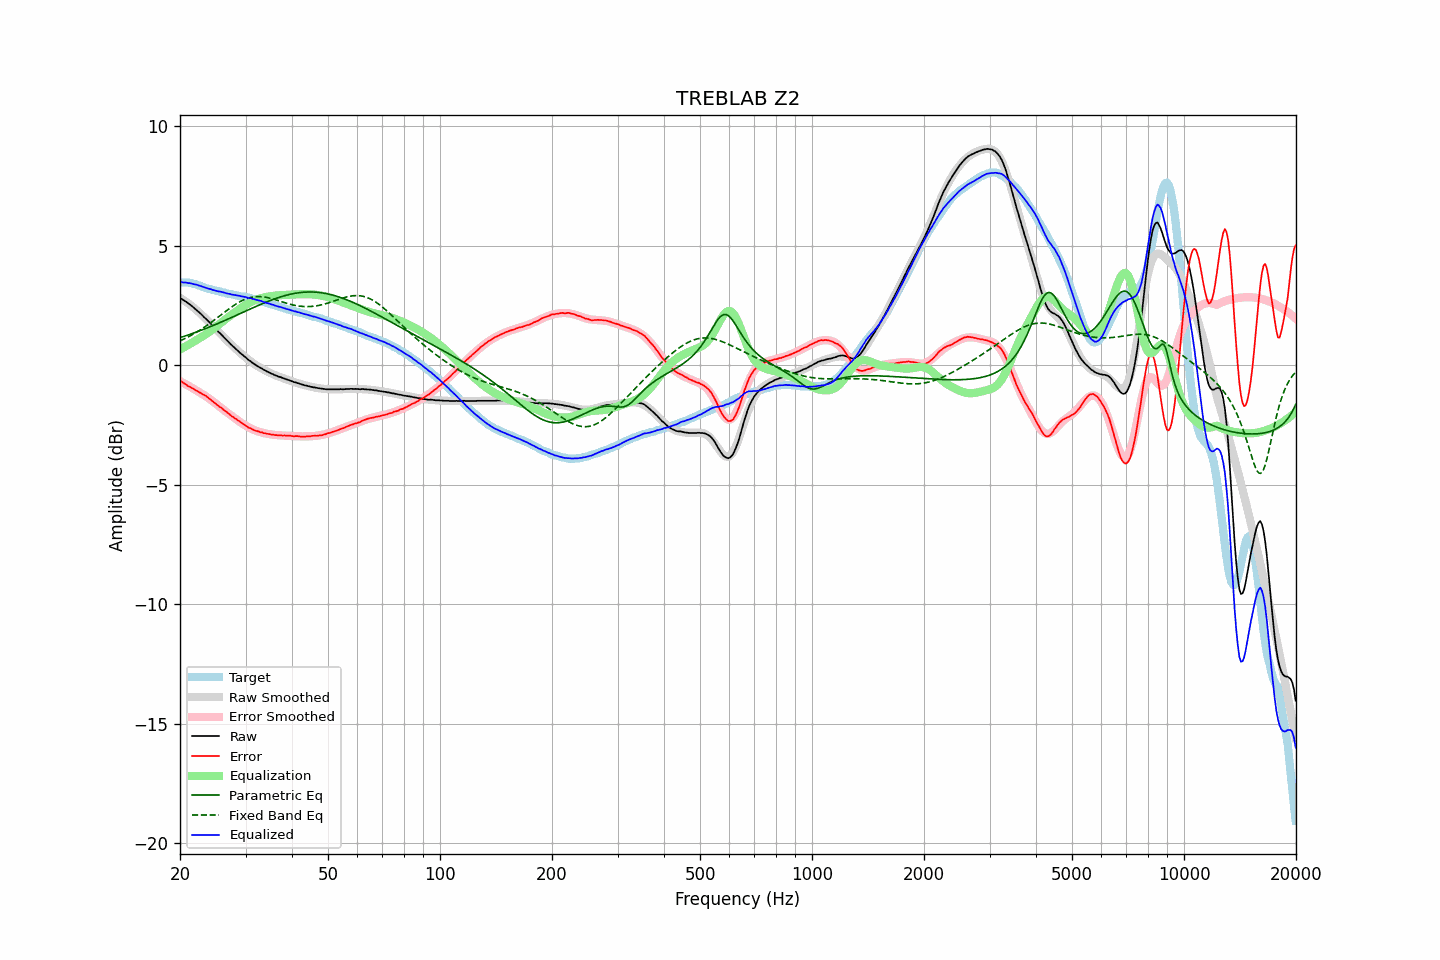 TREBLAB Z2
10
5
0
−5
−10
−15
−20
Amplitude (dBr)
Target
Raw Smoothed
Error Smoothed
Raw
Error
Equalization
Parametric Eq
Fixed Band Eq
Equalized
20 50 100 200 500 1000 2000 5000 10000 20000
Frequency (Hz)